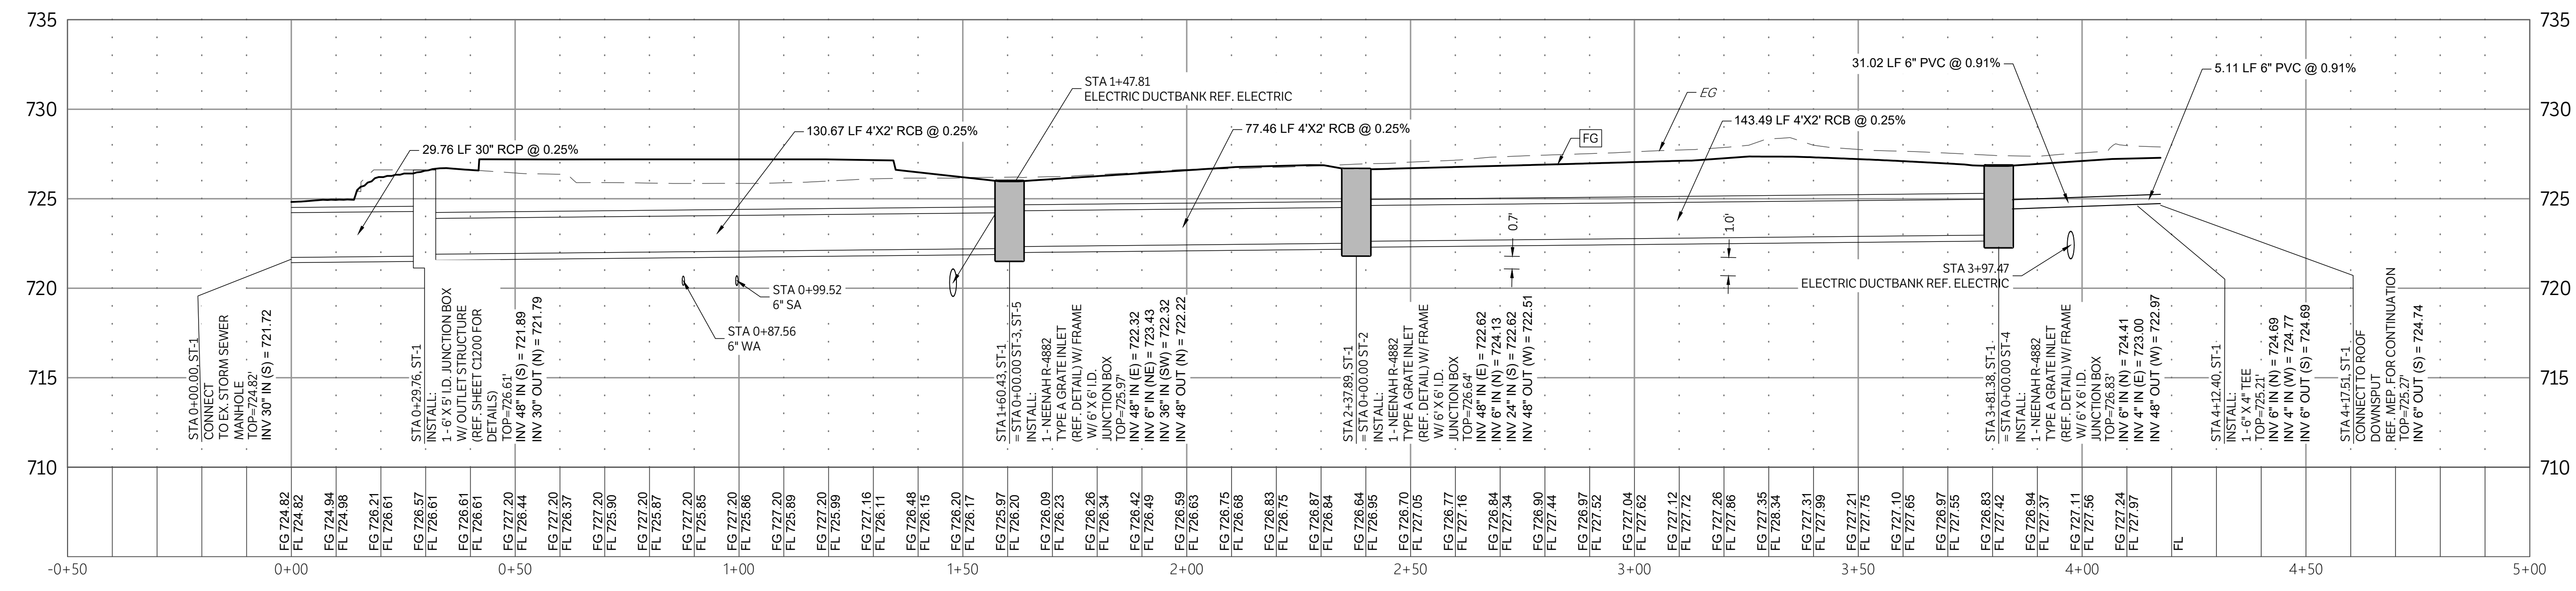 735
730
725
720
715
710
735
730
725
720
715
710
29.76 LF 30" RCP @ 0.25%
130.67 LF 4'X2' RCB @ 0.25%
STA 1+47.81
ELECTRIC DUCTBANK REF. ELECTRIC
77.46 LF 4'X2' RCB @ 0.25%
FG
EG
143.49 LF 4'X2' RCB @ 0.25%
31.02 LF 6" PVC @ 0.91%
5.11 LF 6" PVC @ 0.91%
0.7'
1.0'
STA 0+99.52
6" SA
STA 0+87.56
6" WA
STA 3+97.47
ELECTRIC DUCTBANK REF. ELECTRIC
STA 0+00.00, ST-1
CONNECT
TO EX. STORM SEWER
MANHOLE
TOP=724.82'
INV 30" IN (S) = 721.72
STA 0+29.76, ST-1
INSTALL:
1 - 6' X 5' I.D. JUNCTION BOX
W/ OUTLET STRUCTURE
(REF. SHEET C1200 FOR
DETAILS)
TOP=726.61'
INV 48" IN (S) = 721.89
INV 30" OUT (N) = 721.79
STA 1+60.43, ST-1
= STA 0+000.00 ST-3, ST-5
INSTALL:
1 - NEENAH R-4882
TYPE A GRATE INLET
(REF. DETAIL) W/ FRAME
W/ 6' X 6' I.D.
JUNCTION BOX
TOP=725.97'
INV 48" IN (E) = 722.32
INV 6" IN (NE) = 723.43
INV 36" IN (SW) = 722.32
INV 48" OUT (N) = 722.22
STA 2+37.89, ST-1
= STA 0+000.00 ST-2
INSTALL:
1 - NEENAH R-4882
TYPE A GRATE INLET
(REF. DETAIL) W/ FRAME
W/ 6' X 6' I.D.
JUNCTION BOX
TOP=726.64'
INV 48" IN (E) = 722.62
INV 6" IN (N) = 724.13
INV 24" IN (S) = 722.62
INV 48" OUT (W) = 722.51
STA 3+81.38, ST-1
= STA 0+00.00 ST-4
INSTALL:
1 - NEENAH R-4882
TYPE A GRATE INLET
(REF. DETAIL) W/ FRAME
W/ 6' X 6' I.D.
JUNCTION BOX
TOP=726.83'
INV 6" IN (N) = 724.41
INV 4" IN (E) = 723.00
INV 48" OUT (W) = 722.97
STA 4+12.40, ST-1
INSTALL:
1 - 6" X 4" TEE
TOP=725.21'
INV 6" IN (N) = 724.69
INV 4" IN (W) = 724.77
INV 6" OUT (S) = 724.69
STA 4+17.51, ST-1
CONNECT TO ROOF
DOWNSPUT
REF. MEP. FOR CONTINUATION
TOP=725.27'
INV 6" OUT (S) = 724.74
FG 724.82
FL 724.82
FG 724.94
FL 724.98
FG 726.21
FL 726.61
FG 726.57
FL 726.61
FG 726.61
FL 726.61
FG 727.20
FL 726.44
FG 727.20
FL 726.37
FG 727.20
FL 725.90
FG 727.20
FL 725.87
FG 727.20
FL 725.85
FG 727.20
FL 725.86
FG 727.20
FL 725.89
FG 727.20
FL 725.99
FG 727.16
FL 726.11
FG 726.48
FL 726.15
FG 726.20
FL 726.17
FG 725.97
FL 726.20
FG 726.09
FL 726.23
FG 726.26
FL 726.34
FG 726.42
FL 726.49
FG 726.59
FL 726.63
FG 726.75
FL 726.68
FG 726.83
FL 726.75
FG 726.87
FL 726.84
FG 726.64
FL 726.95
FG 726.70
FL 727.05
FG 726.77
FL 727.16
FG 726.84
FL 727.34
FG 726.90
FL 727.44
FG 726.97
FL 727.52
FG 727.04
FL 727.62
FG 727.12
FL 727.72
FG 727.26
FL 727.86
FG 727.35
FL 728.34
FG 727.31
FL 727.99
FG 727.21
FL 727.75
FG 727.10
FL 727.65
FG 726.97
FL 727.55
FG 726.83
FL 727.42
FG 726.94
FL 727.37
FG 727.11
FL 727.56
FG 727.24
FL 727.97
FL
-0+50
0+00
0+50
1+00
1+50
2+00
2+50
3+00
3+50
4+00
4+50
5+00